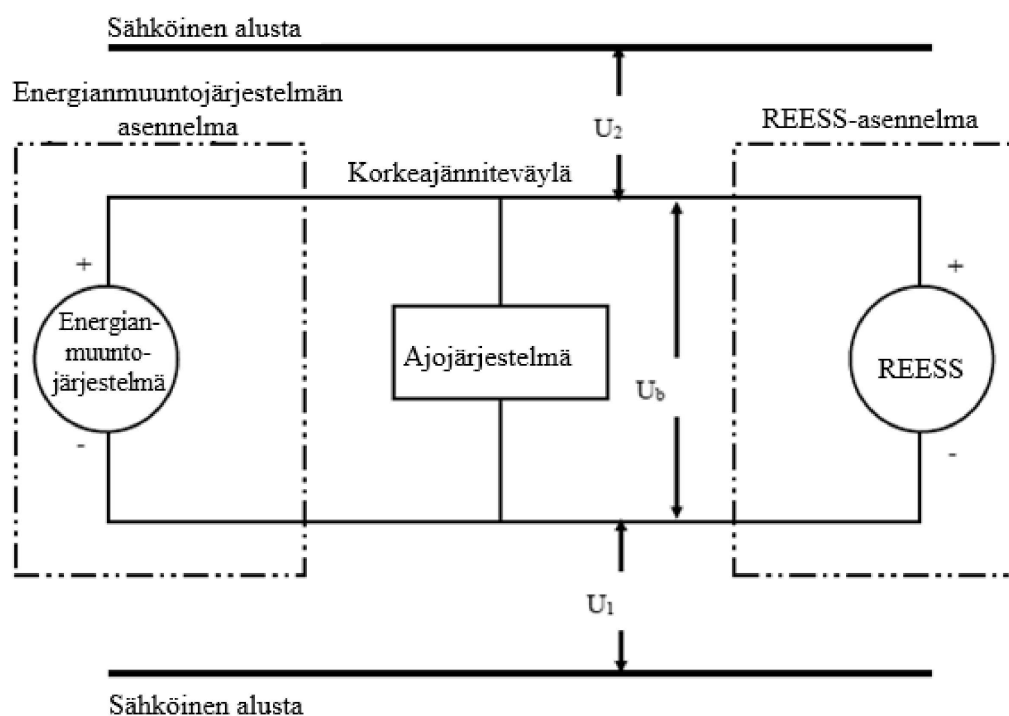 Sähköinen alusta
Energianmuuntojärjestelmän
asennelma
U2
REESS-asennelma
Korkeajänniteväylä
+
+
Energian-
muunto-
järjestelmä
Ajojärjestelmä
REESS
Ub
-
-
U1
Sähköinen alusta